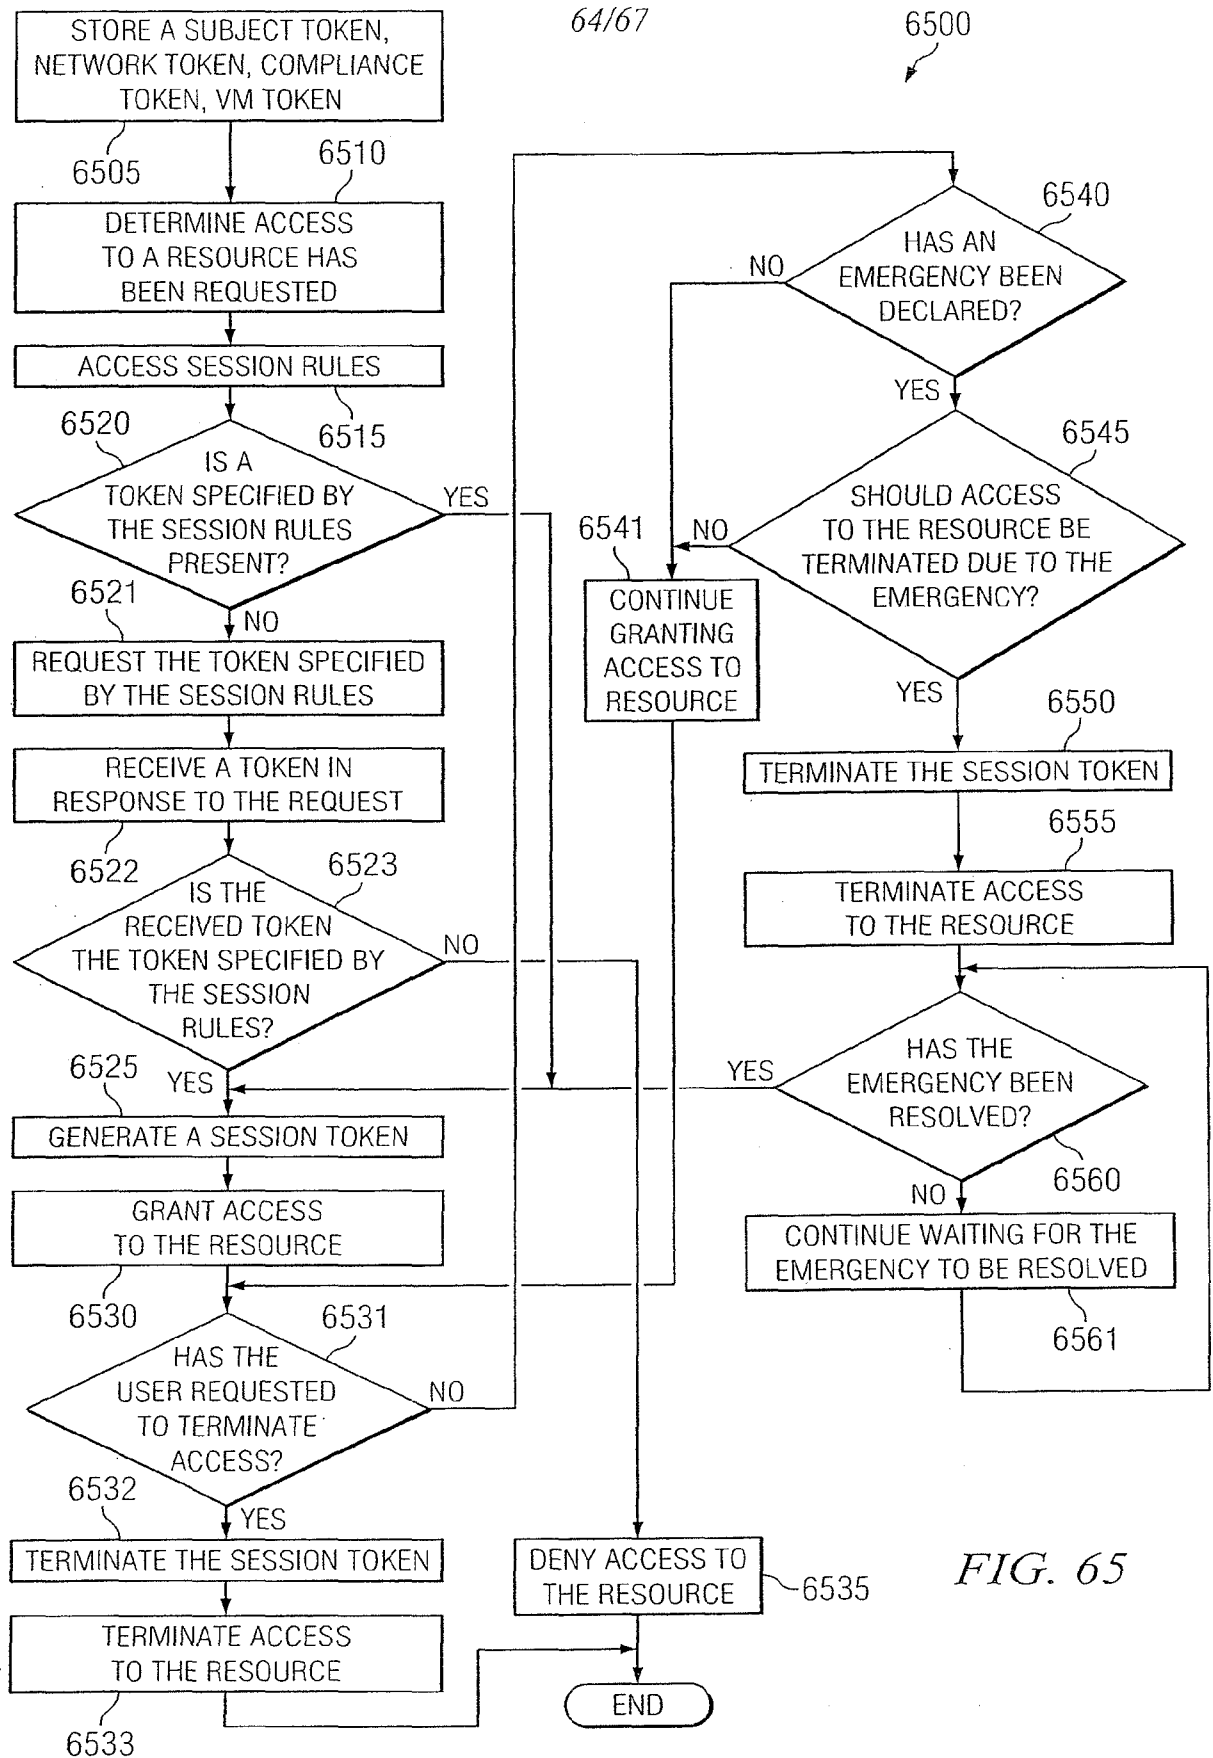 64/67
6500
STORE A SUBJECT TOKEN,
NETWORK TOKEN, COMPLIANCE
TOKEN, VM TOKEN
6505
6510
DETERMINE ACCESS
TO A RESOURCE HAS
BEEN REQUESTED
ACCESS SESSION RULES
6515
6520
IS A
TOKEN SPECIFIED BY
THE SESSION RULES
PRESENT?
YES
NO
6521
REQUEST THE TOKEN SPECIFIED
BY THE SESSION RULES
RECEIVE A TOKEN IN
RESPONSE TO THE REQUEST
6522
6523
IS THE
RECEIVED TOKEN
THE TOKEN SPECIFIED BY
THE SESSION
RULES?
NO
YES
6525
GENERATE A SESSION TOKEN
GRANT ACCESS
TO THE RESOURCE
6530
6531
HAS THE
USER REQUESTED
TO TERMINATE
ACCESS?
NO
YES
6532
TERMINATE THE SESSION TOKEN
TERMINATE ACCESS
TO THE RESOURCE
6533
6540
HAS AN
EMERGENCY BEEN
DECLARED?
NO
YES
6545
SHOULD ACCESS
TO THE RESOURCE BE
TERMINATED DUE TO THE
EMERGENCY?
NO
YES
6541
CONTINUE
GRANTING
ACCESS TO
RESOURCE
6550
TERMINATE THE SESSION TOKEN
6555
TERMINATE ACCESS
TO THE RESOURCE
HAS THE
EMERGENCY BEEN
RESOLVED?
YES
6560
NO
CONTINUE WAITING FOR THE
EMERGENCY TO BE RESOLVED
6561
DENY ACCESS TO
THE RESOURCE
6535
END
FIG. 65